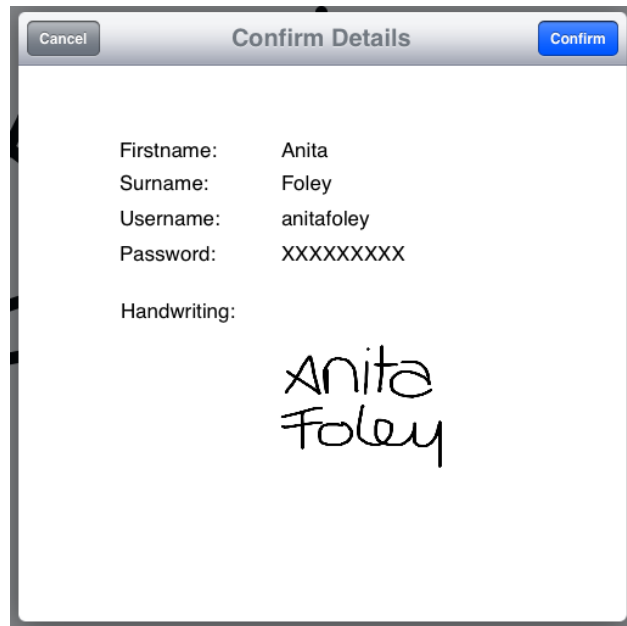 Cancel Confirm Details Confirm
Firstname: Anita
Surname: Foley
Username: anitafoley
Password: XXXXXXXXX
Handwriting:
Anita
Foley